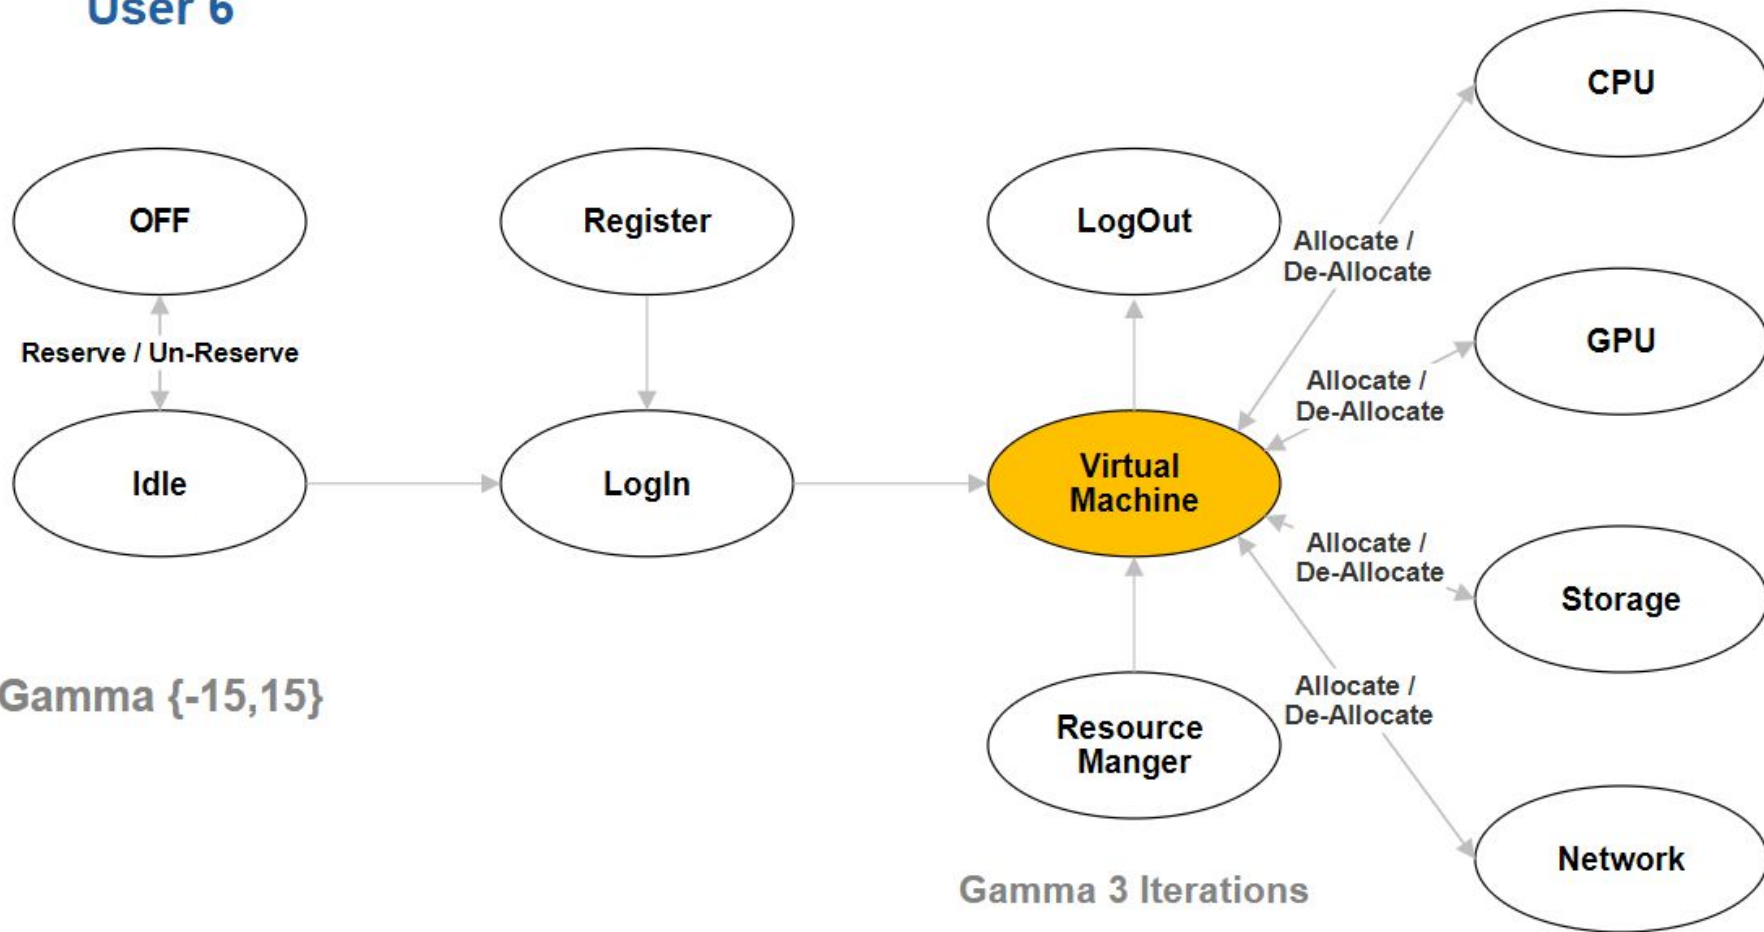 User 6
CPU
OFF
Register
LogOut
Allocate /
De-Allocate
Reserve / Un-Reserve
GPU
Allocate /
De-Allocate
Idle
LogIn
Virtual
Machine
Allocate /
De-Allocate
Storage
Gamma {-15,15}
Resource
Manger
Allocate /
De-Allocate
Network
Gamma 3 Iterations